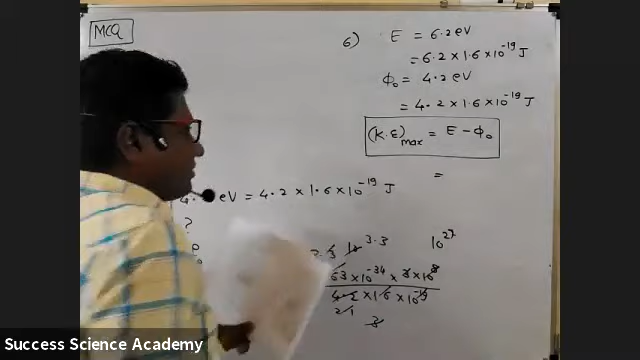 MCQ
6) E = 6.2 eV
= 6.2 × 1.6 × 10⁻¹⁹ J
ϕ₀ = 4.2 eV
= 4.2 × 1.6 × 10⁻¹⁹ J
(K.E)max = E - ϕ₀
=
eV = 4.2 × 1.6 × 10⁻¹⁹ J
?
3.3
10²⁷
63 × 10⁻³⁴ × 3 × 10⁸
4.2 × 1.6 × 10⁻¹⁹
2.1
3
Success Science Academy